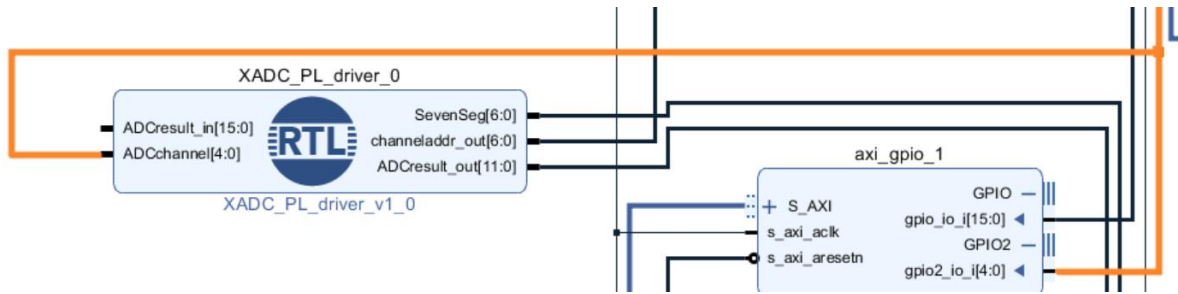 XADC_PL_driver_0
ADCresult_in[15:0]
ADCchannel[4:0]
RTL
SevenSeg[6:0]
channeladdr_out[6:0]
ADCresult_out[11:0]
XADC_PL_driver_v1_0
axi_gpio_1
S_AXI
s_axi_aclk
s_axi_aresetn
GPIO
gpio_io_i[15:0]
GPIO2
gpio2_io_i[4:0]